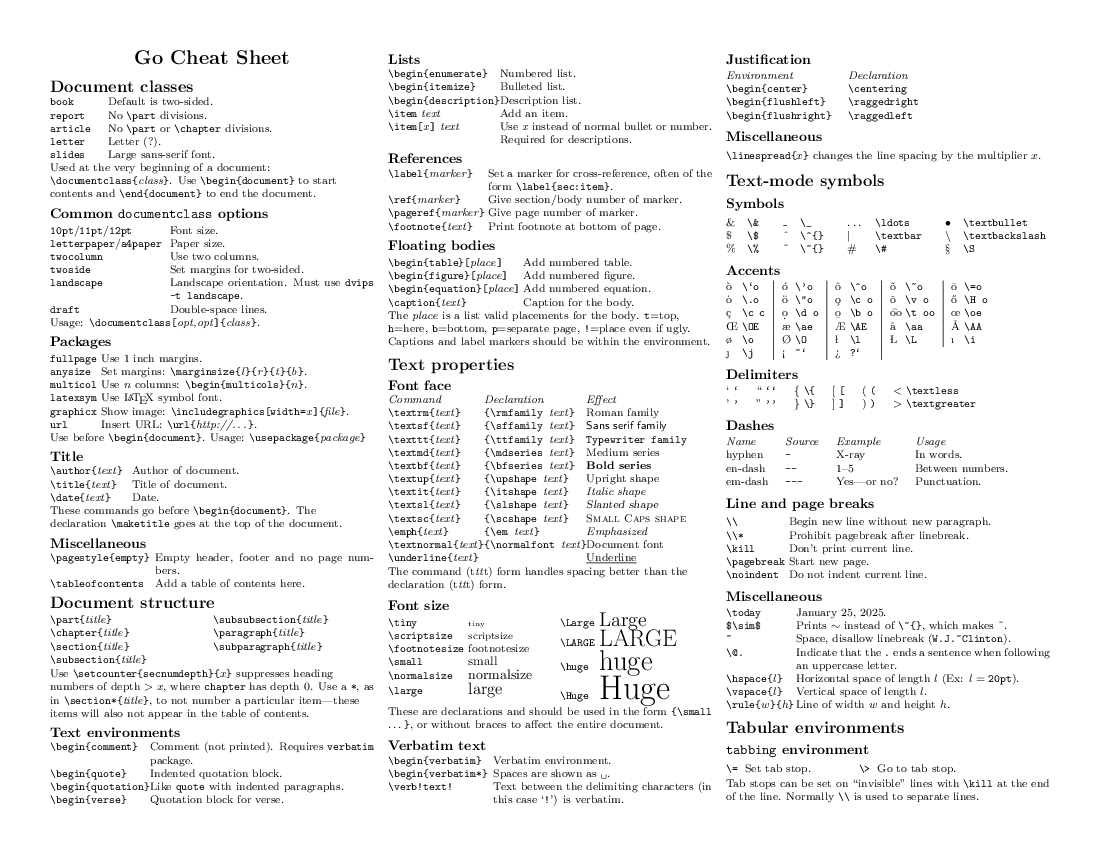 Go Cheat Sheet
Document classes
book Default is two-sided.
report No \part divisions.
article No \part or \chapter divisions.
letter Letter (?).
slides Large sans-serif font.
Used at the very beginning of a document:
\documentclass{class}. Use \begin{document} to start
contents and \end{document} to end the document.
Common documentclass options
10pt/11pt/12pt Font size.
letterpaper/a4paper Paper size.
twocolumn Use two columns.
twoside Set margins for two-sided.
landscape Landscape orientation. Must use dvips
-t landscape.
draft Double-space lines.
Usage: \documentclass[opt,opt]{class}.
Packages
fullpage Use 1 inch margins.
anysize Set margins: \marginsize{l}{r}{t}{b}.
multicol Use n columns: \begin{multicols}{n}.
latexsym Use LATEX symbol font.
graphicx Show image: \includegraphics[width=x]{file}.
url Insert URL: \url{http://...}.
Use before \begin{document}. Usage: \usepackage{package}
Title
\author{text} Author of document.
\title{text} Title of document.
\date{text} Date.
These commands go before \begin{document}. The
declaration \maketitle goes at the top of the document.
Miscellaneous
\pagestyle{empty} Empty header, footer and no page num-
bers.
\tableofcontents Add a table of contents here.
Document structure
\part{title} \subsubsection{title}
\chapter{title} \paragraph{title}
\section{title} \subparagraph{title}
\subsection{title}
Use \setcounter{secnumdepth}{x} suppresses heading
numbers of depth > x, where chapter has depth 0. Use a *, as
in \section*{title}, to not number a particular item—these
items will also not appear in the table of contents.
Text environments
\begin{comment} Comment (not printed). Requires verbatim
package.
\begin{quote} Indented quotation block.
\begin{quotation} Like quote with indented paragraphs.
\begin{verse} Quotation block for verse.
Lists
\begin{enumerate} Numbered list.
\begin{itemize} Bulleted list.
\begin{description} Description list.
\item text Add an item.
\item[x] text Use x instead of normal bullet or number.
Required for descriptions.
References
\label{marker} Set a marker for cross-reference, often of the
form \label{sec:item}.
\ref{marker} Give section/body number of marker.
\pageref{marker} Give page number of marker.
\footnote{text} Print footnote at bottom of page.
Floating bodies
\begin{table}[place] Add numbered table.
\begin{figure}[place] Add numbered figure.
\begin{equation}[place] Add numbered equation.
\caption{text} Caption for the body.
The place is a list valid placements for the body. t=top,
h=here, b=bottom, p=separate page, !=place even if ugly.
Captions and label markers should be within the environment.
Text properties
Font face
Command Declaration Effect
\textrm{text} {\rmfamily text} Roman family
\textsf{text} {\sffamily text} Sans serif family
\texttt{text} {\ttfamily text} Typewriter family
\textmd{text} {\mdseries text} Medium series
\textbf{text} {\bfseries text} Bold series
\textup{text} {\upshape text} Upright shape
\textit{text} {\itshape text} Italic shape
\textsl{text} {\slshape text} Slanted shape
\textsc{text} {\scshape text} Small Caps shape
\emph{text} {\em text} Emphasized
\textnormal{text} {\normalfont text} Document font
\underline{text} Underline
The command (tttt) form handles spacing better than the
declaration (tttt) form.
Font size
\tiny tiny
\scriptsize scriptsize
\footnotesize footnotesize
\small small
\normalsize normalsize
\large large
\Large Large
\LARGE LARGE
\huge huge
\Huge Huge
These are declarations and should be used in the form {\small
...}, or without braces to affect the entire document.
Verbatim text
\begin{verbatim} Verbatim environment.
\begin{verbatim*} Spaces are shown as ␣.
\verb!text! Text between the delimiting characters (in
this case ‘!’) is verbatim.
Justification
Environment Declaration
\begin{center} \centering
\begin{flushleft} \raggedright
\begin{flushright} \raggedleft
Miscellaneous
\linespread{x} changes the line spacing by the multiplier x.
Text-mode symbols
Symbols
& \& _ \_ ... \ldots • \textbullet
$ \$ ˆ \^{} | \textbar \ \textbackslash
% \% ˜ \~{} # \# § \S
Accents
ò \`o ó \'o ô \^o õ \~o ō \=o
ȯ \.o ö \"o ǫ \c o ǒ \v o ő \H o
ç \c c ọ \d o o̱ \b o o͡o \t oo œ \oe
Œ \OE æ \ae Æ \AE å \aa Å \AA
ø \o Ø \O ł \l Ł \L ı \i
ȷ \j ¡ ~` ¿ ?`
Delimiters
‘ ` “ `` { \{ [ [ ( ( < \textless
’ ' ” '' } \} ] ] ) ) > \textgreater
Dashes
Name Source Example Usage
hyphen - X-ray In words.
en-dash -- 1–5 Between numbers.
em-dash --- Yes—or no? Punctuation.
Line and page breaks
\\ Begin new line without new paragraph.
\\* Prohibit pagebreak after linebreak.
\kill Don’t print current line.
\pagebreak Start new page.
\noindent Do not indent current line.
Miscellaneous
\today January 25, 2025.
$\sim$ Prints ∼ instead of \~{}, which makes ˜.
~ Space, disallow linebreak (W.J.~Clinton).
\@. Indicate that the . ends a sentence when following
an uppercase letter.
\hspace{l} Horizontal space of length l (Ex: l = 20pt).
\vspace{l} Vertical space of length l.
\rule{w}{h} Line of width w and height h.
Tabular environments
tabbing environment
\= Set tab stop. \> Go to tab stop.
Tab stops can be set on “invisible” lines with \kill at the end
of the line. Normally \\ is used to separate lines.